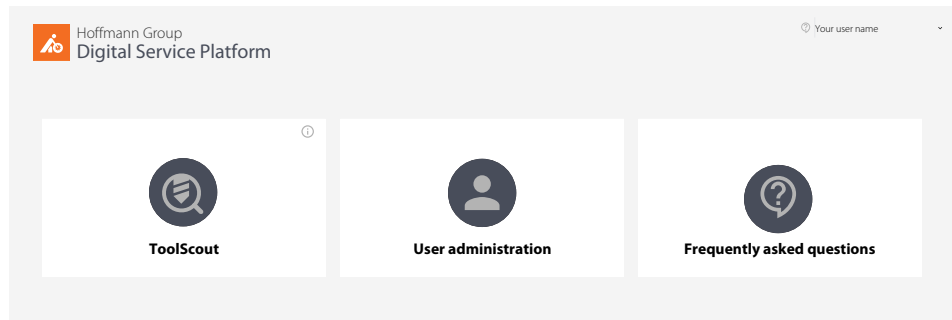 Hoffmann Group
Digital Service Platform
Your user name
ToolScout
User administration
Frequently asked questions